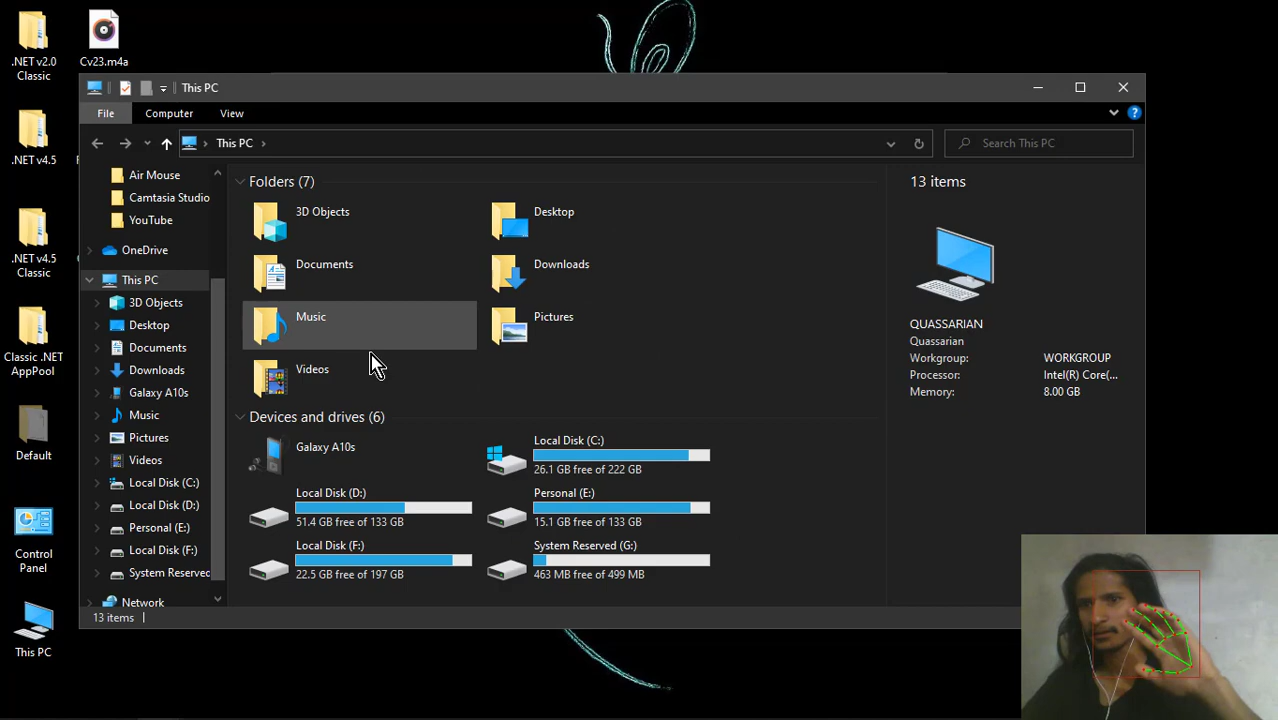 .NET v2.0
Classic
Cv23.m4a
.NET v4.5
.NET v4.5
Classic
Classic .NET
AppPool
Default
Control
Panel
This PC
This PC
File
Computer
View
This PC
Search This PC
Air Mouse
Camtasia Studio
YouTube
OneDrive
This PC
3D Objects
Desktop
Documents
Downloads
Galaxy A10s
Music
Pictures
Videos
Local Disk (C:)
Local Disk (D:)
Personal (E:)
Local Disk (F:)
System Reserved
Network
Folders (7)
3D Objects
Desktop
Documents
Downloads
Music
Pictures
Videos
Devices and drives (6)
Galaxy A10s
Local Disk (C:)
26.1 GB free of 222 GB
Local Disk (D:)
51.4 GB free of 133 GB
Personal (E:)
15.1 GB free of 133 GB
Local Disk (F:)
22.5 GB free of 197 GB
System Reserved (G:)
463 MB free of 499 MB
13 items
QUASSARIAN
Quassarian
Workgroup: WORKGROUP
Processor: Intel(R) Core(...
Memory: 8.00 GB
13 items